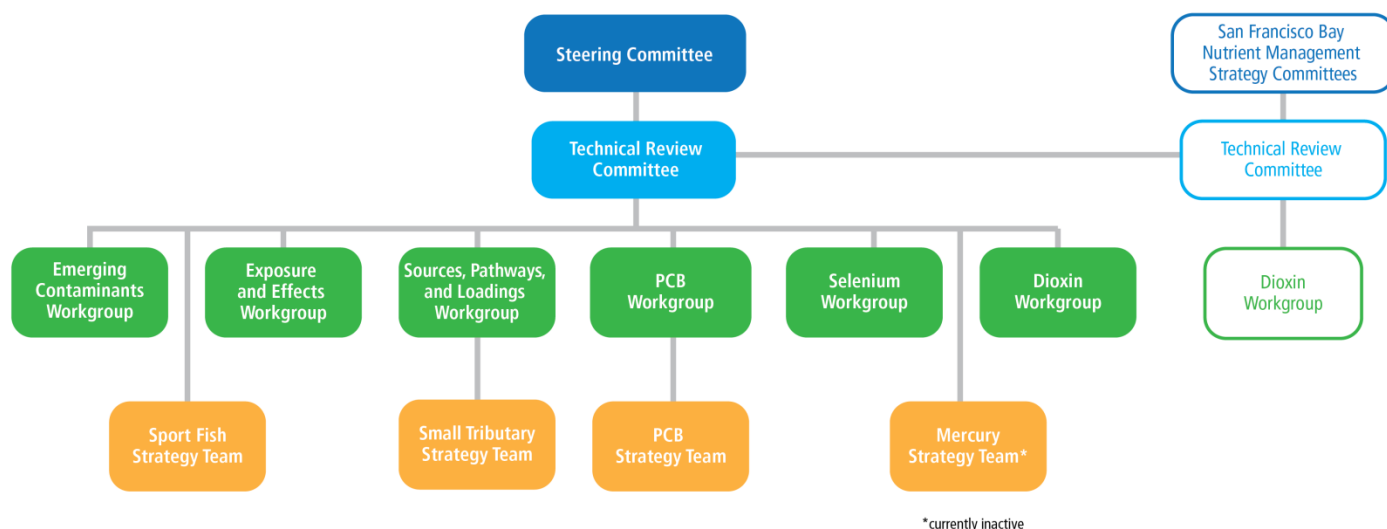 Steering Committee
San Francisco Bay
Nutrient Management
Strategy Committees
Technical Review
Committee
Technical Review
Committee
Emerging
Contaminants
Workgroup
Exposure
and Effects
Workgroup
Sources, Pathways,
and Loadings
Workgroup
PCB
Workgroup
Selenium
Workgroup
Dioxin
Workgroup
Dioxin
Workgroup
Sport Fish
Strategy Team
Small Tributary
Strategy Team
PCB
Strategy Team
Mercury
Strategy Team*
*currently inactive